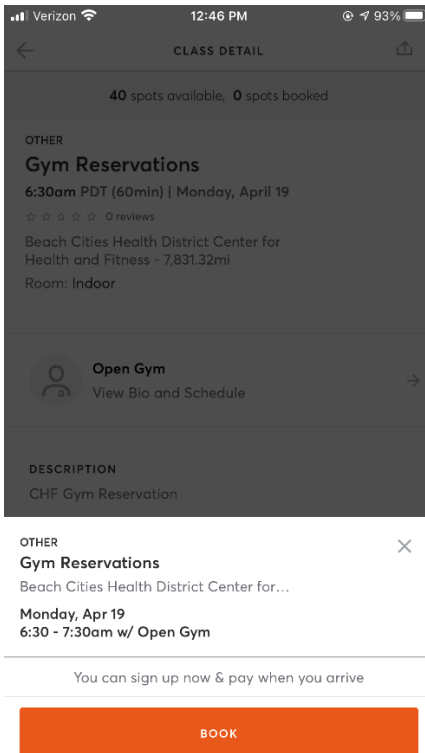 Verizon 12:46 PM 93%
CLASS DETAIL
40 spots available, 0 spots booked
OTHER
Gym Reservations
6:30am PDT (60min) | Monday, April 19
0 reviews
Beach Cities Health District Center for
Health and Fitness - 7,831.32mi
Room: Indoor
Open Gym
View Bio and Schedule
DESCRIPTION
CHF Gym Reservation
OTHER
Gym Reservations
Beach Cities Health District Center for...
Monday, Apr 19
6:30 - 7:30am w/ Open Gym
You can sign up now & pay when you arrive
BOOK